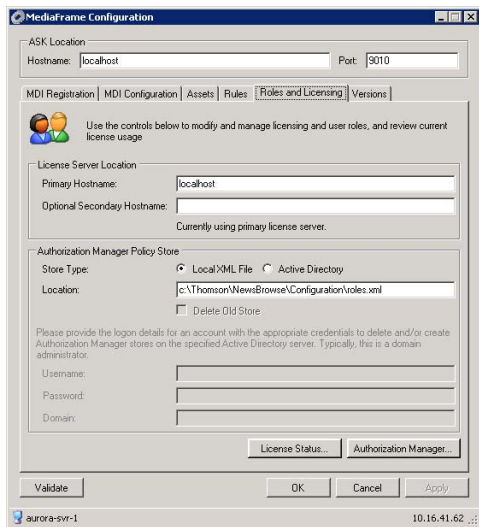 MediaFrame Configuration
ASK Location
Hostname: localhost Port: 9010
MDI Registration MDI Configuration Assets Rules Roles and Licensing Versions
Use the controls below to modify and manage licensing and user roles, and review current
license usage
License Server Location
Primary Hostname: localhost
Optional Secondary Hostname:
Currently using primary license server.
Authorization Manager Policy Store
Store Type: Local XML File Active Directory
Location: c:\Thomson\NewsBrowse\Configuration\roles.xml
Delete Old Store
Please provide the logon details for an account with the appropriate credentials to delete and/or create
Authorization Manager stores on the specified Active Directory server. Typically, this is a domain
administrator.
Username:
Password:
Domain:
License Status... Authorization Manager...
Validate OK Cancel Apply
aurora-svr-1 10.16.41.62